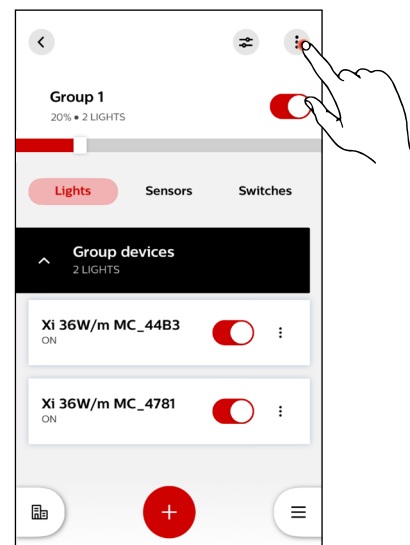 Group 1
20% • 2 LIGHTS
Lights Sensors Switches
Group devices
2 LIGHTS
Xi 36W/m MC_44B3
ON
Xi 36W/m MC_4781
ON